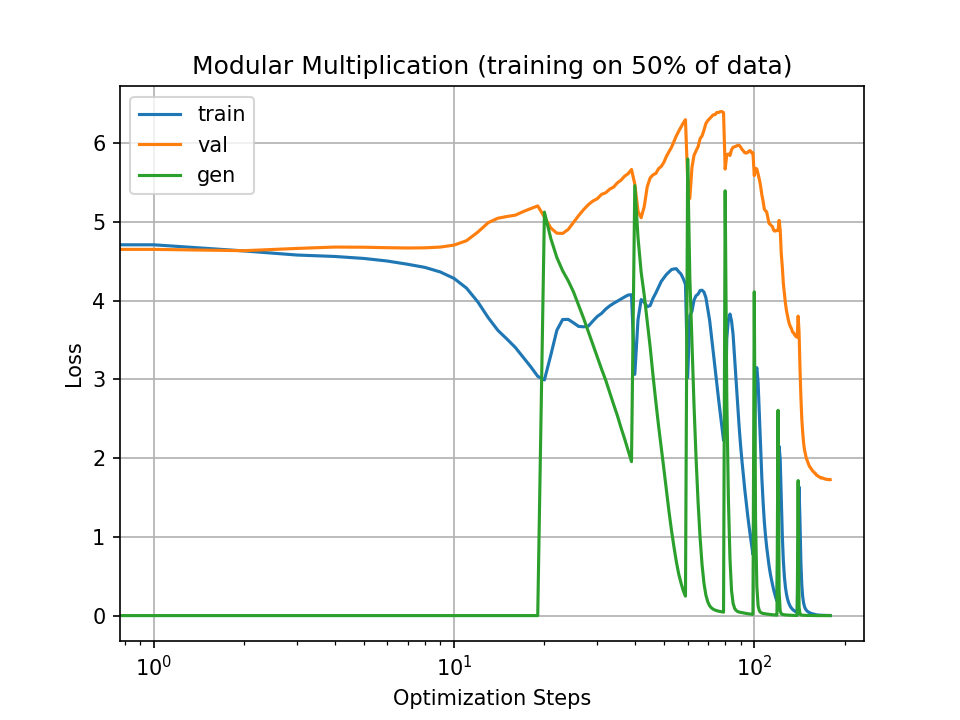 Modular Multiplication (training on 50% of data)
train
val
gen
6
5
4
3
2
1
0
Loss
10⁰
10¹
10²
Optimization Steps